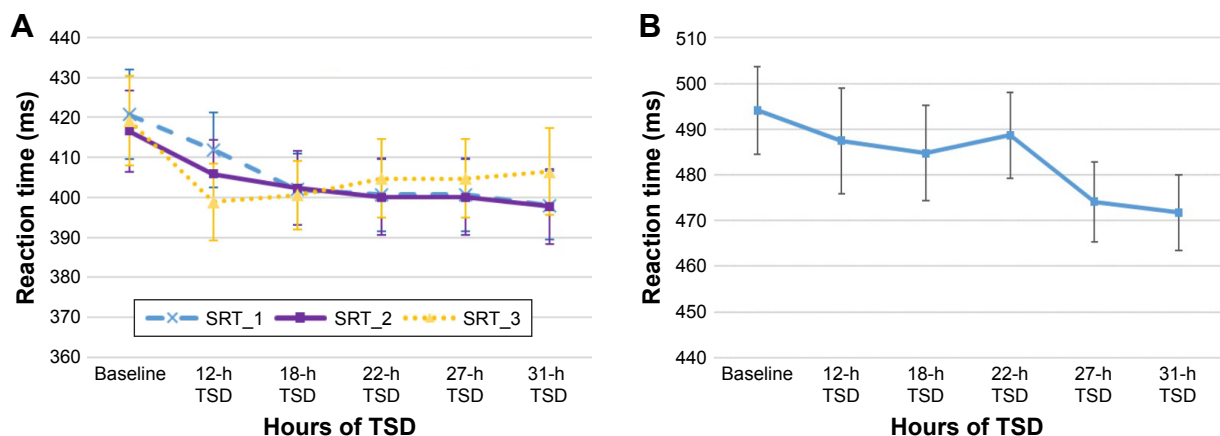 A
440
430
420
410
400
390
380
370
360
Reaction time (ms)
SRT_1 SRT_2 SRT_3
Baseline 12-h 18-h 22-h 27-h 31-h
TSD TSD TSD TSD TSD
Hours of TSD
B
510
500
490
480
470
460
450
440
Reaction time (ms)
Baseline 12-h 18-h 22-h 27-h 31-h
TSD TSD TSD TSD TSD
Hours of TSD